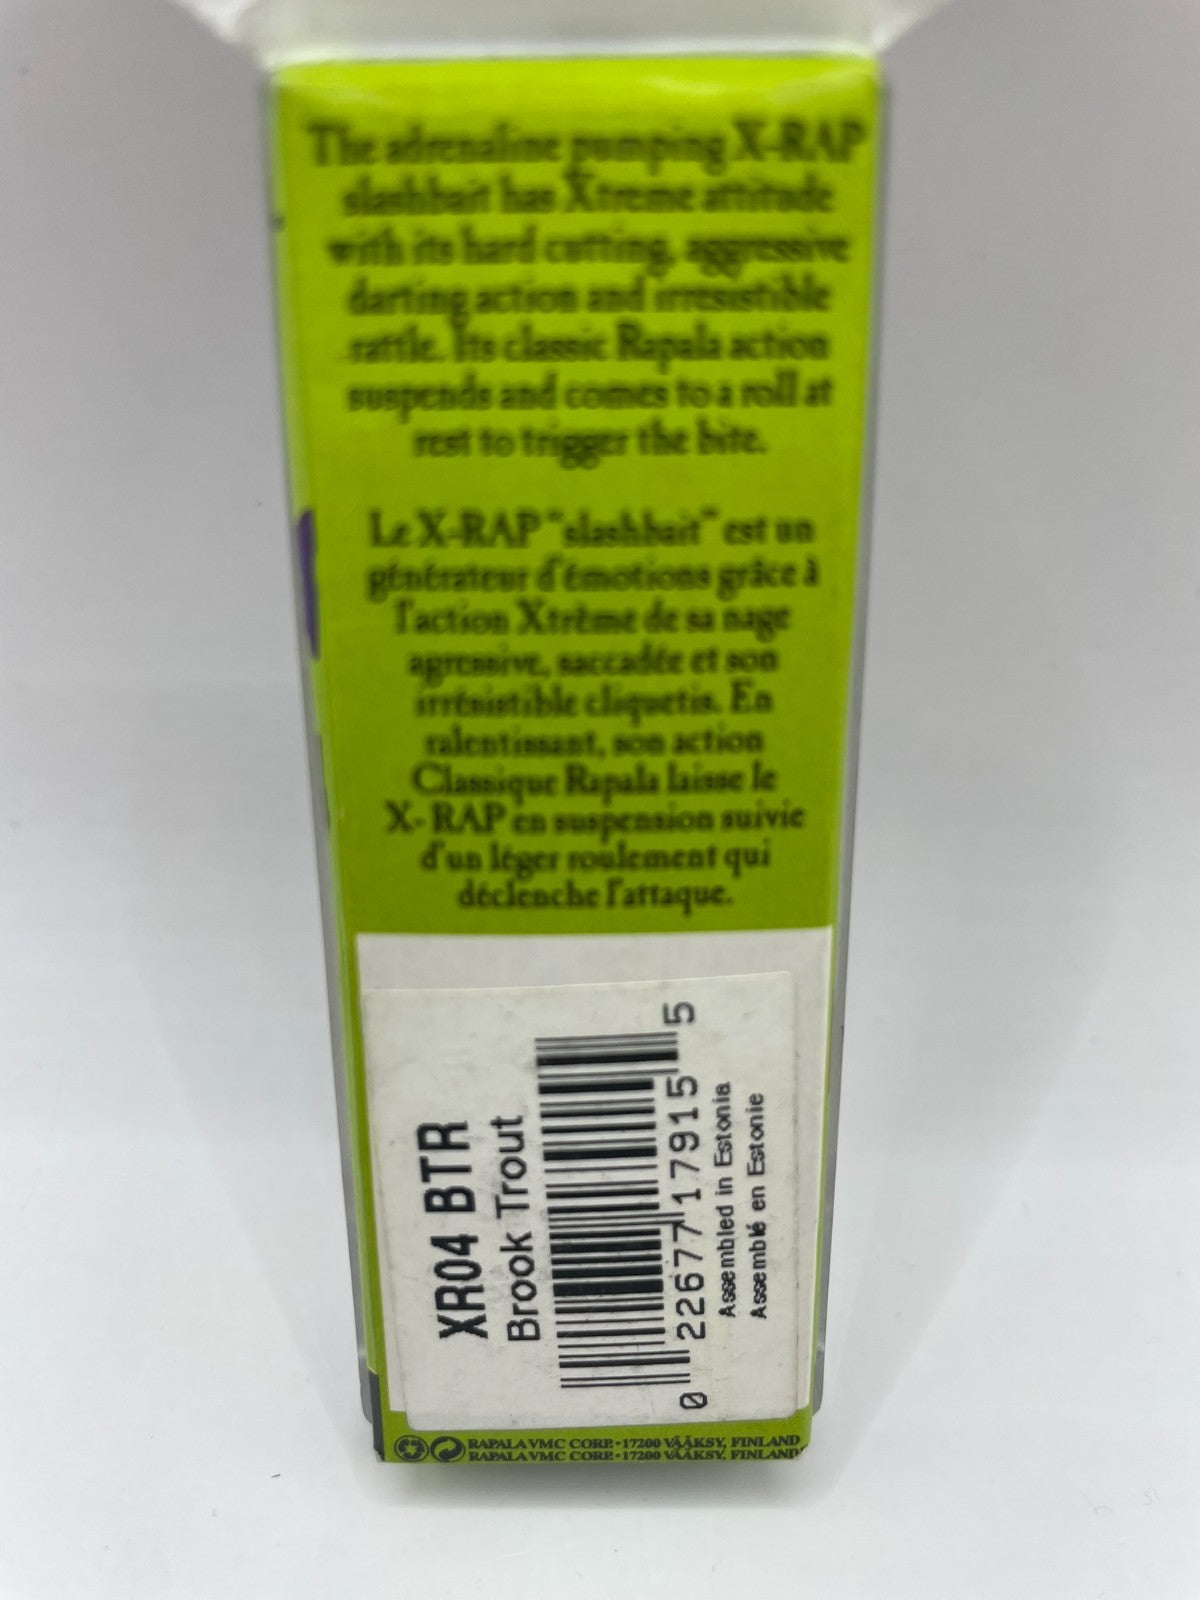 The adrenaline pumping X-RAP
slashbait has Xtreme attitude
with its hard cutting, aggressive
darting action and irresistible
rattle. Its classic Rapala action
suspends and comes to a roll at
rest to trigger the bite.
Le X-RAP "slashbait" est un
générateur d'émotions grâce à
l'action Xtrème de sa nage
agressive, saccadée et son
irrésistible cliquetis. En
ralentissant, son action
Classique Rapala laisse le
X-RAP en suspension suivie
d'un léger roulement qui
déclenche l'attaque.
XR04 BTR
Brook Trout
0 22677 17915 5
Assembled in Estonia
Assemblé en Estonie
RAPALA VMC CORP. • 17200 VÄÄKSY, FINLAND
RAPALA VMC CORP. • 17200 VÄÄKSY, FINLAND